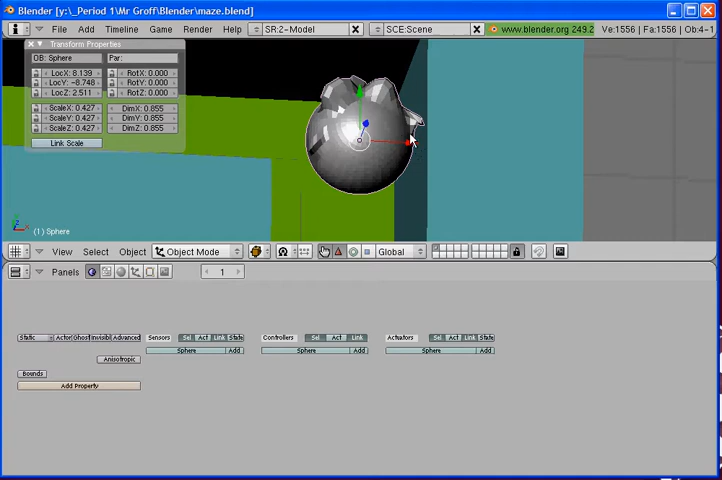 Blender [y:\_Period 1\Mr Groff\Blender\maze.blend]
File Add Timeline Game Render Help SR:2-Model SCE:Scene www.blender.org 249.2 Ve:1556 | Fa:1556 | Ob:4-1
Transform Properties
OB: Sphere Par:
LocX: 8.139 RotX: 0.000
LocY: -8.748 RotY: 0.000
LocZ: 2.511 RotZ: 0.000
ScaleX: 0.427 DimX: 0.855
ScaleY: 0.427 DimY: 0.855
ScaleZ: 0.427 DimZ: 0.855
Link Scale
(1) Sphere
View Select Object Object Mode Global
Panels 1
Static Actor Ghost Invisibl Advanced Sensors Sel Act Link State Controllers Sel Act Link Actuators Sel Act Link State
Sphere Add Sphere Add Sphere Add
Anisotropic
Bounds
Add Property